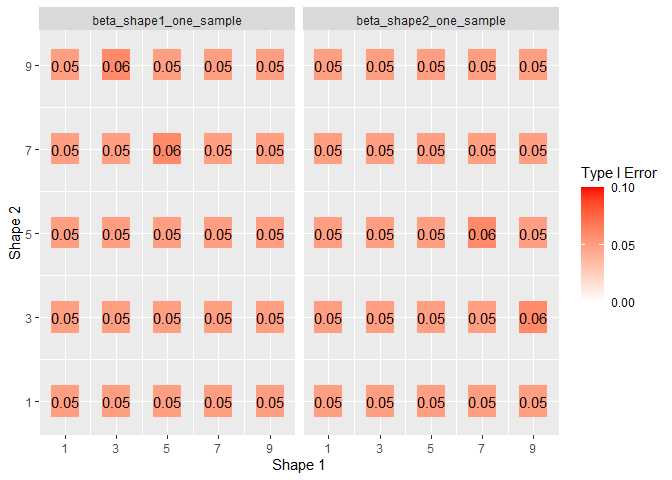 beta_shape1_one_sample beta_shape2_one_sample
9 0.05 0.06 0.05 0.05 0.05 0.05 0.05 0.05 0.05 0.05
7 0.05 0.05 0.06 0.05 0.05 0.05 0.05 0.05 0.05 0.05
5 0.05 0.05 0.05 0.05 0.05 0.05 0.05 0.05 0.06 0.05
3 0.05 0.05 0.05 0.05 0.05 0.05 0.05 0.05 0.05 0.06
1 0.05 0.05 0.05 0.05 0.05 0.05 0.05 0.05 0.05 0.05
1 3 5 7 9 1 3 5 7 9
Shape 1
Shape 2
Type I Error
0.10
0.05
0.00